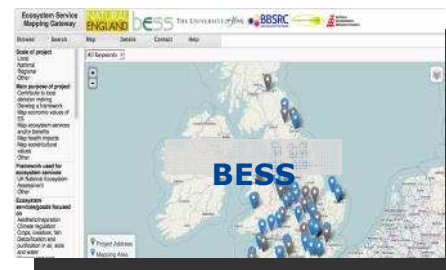 Ecosystem Service
Mapping Gateway
NATURAL
ENGLAND
bess
THE UNIVERSITY of York
BBSRC
Browse Search Map Details Contact Help
Scale of project
Local
National
Regional
Other
All Keywords
Main purpose of project
Contribute to local
decision making
Develop a framework
Map economic values of
ES
Map ecosystem services
and/or benefits
Map health impacts
Map social/cultural
values
Other
Framework used for
ecosystem services
UK National Ecosystem
Assessment
Other
Ecosystem
services/goods focused
on
Aesthetic/inspiration
Climate regulation
Crops, livestock, fish
Detoxification and
purification in air, soils
and water
BESS
Project Address
Mapping Area